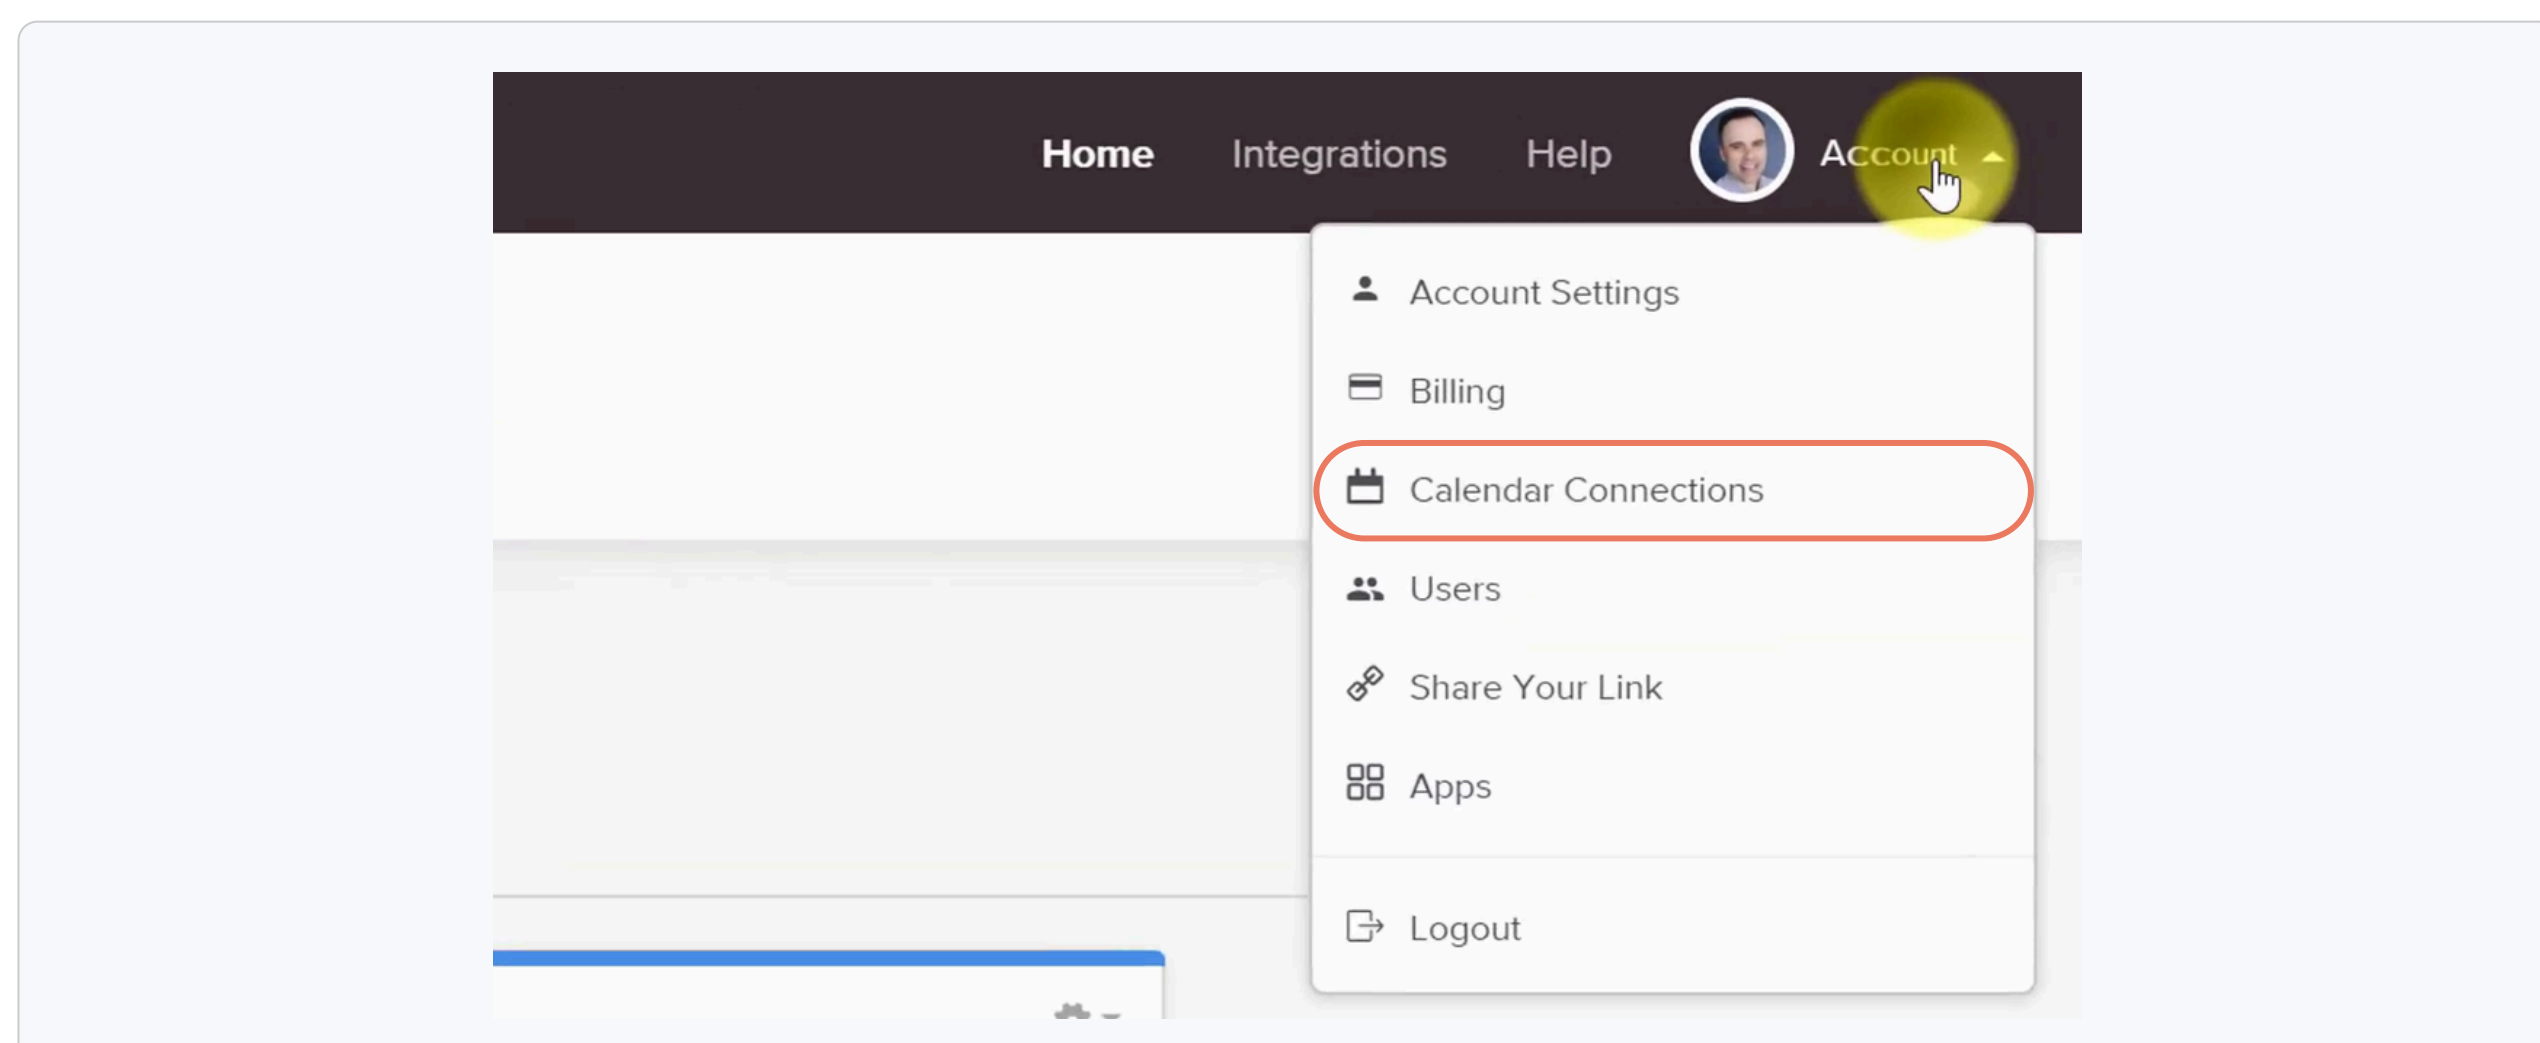 Home Integrations Help Account
Account Settings
Billing
Calendar Connections
Users
Share Your Link
Apps
Logout